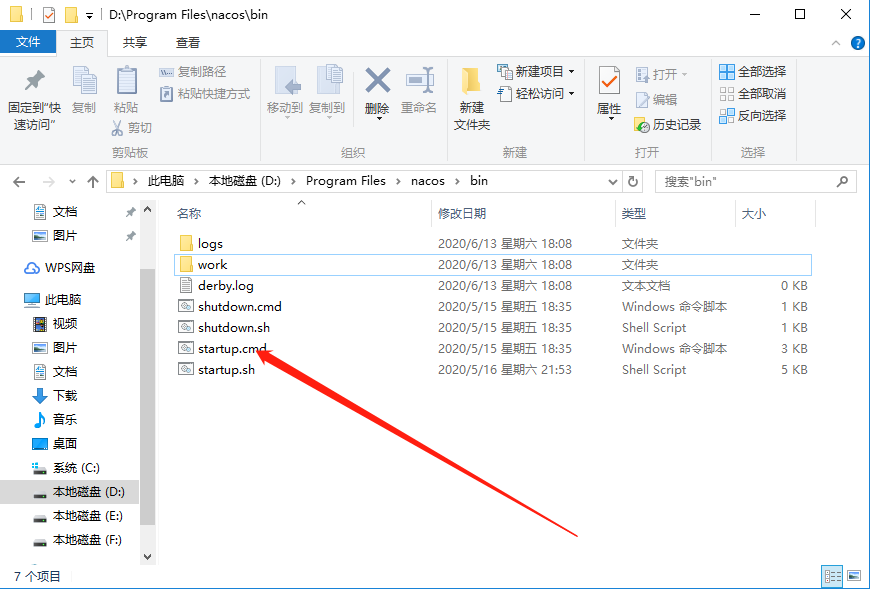 D:\Program Files\nacos\bin
文件 主页 共享 查看
固定到"快速访问"
复制
粘贴
复制路径
粘贴快捷方式
剪切
剪贴板
移动到
复制到
删除
重命名
组织
新建文件夹
新建项目
轻松访问
新建
属性
打开
编辑
历史记录
打开
全部选择
全部取消
反向选择
选择
此电脑 本地磁盘 (D:) Program Files nacos bin
搜索"bin"
文档
图片
WPS网盘
此电脑
视频
图片
文档
下载
音乐
桌面
系统 (C:)
本地磁盘 (D:)
本地磁盘 (E:)
本地磁盘 (F:)
名称 修改日期 类型 大小
logs 2020/6/13 星期六 18:08 文件夹
work 2020/6/13 星期六 18:08 文件夹
derby.log 2020/6/13 星期六 18:08 文本文档 0 KB
shutdown.cmd 2020/5/15 星期五 18:35 Windows 命令脚本 1 KB
shutdown.sh 2020/5/15 星期五 18:35 Shell Script 1 KB
startup.cmd 2020/5/15 星期五 18:35 Windows 命令脚本 3 KB
startup.sh 2020/5/16 星期六 21:53 Shell Script 5 KB
7 个项目